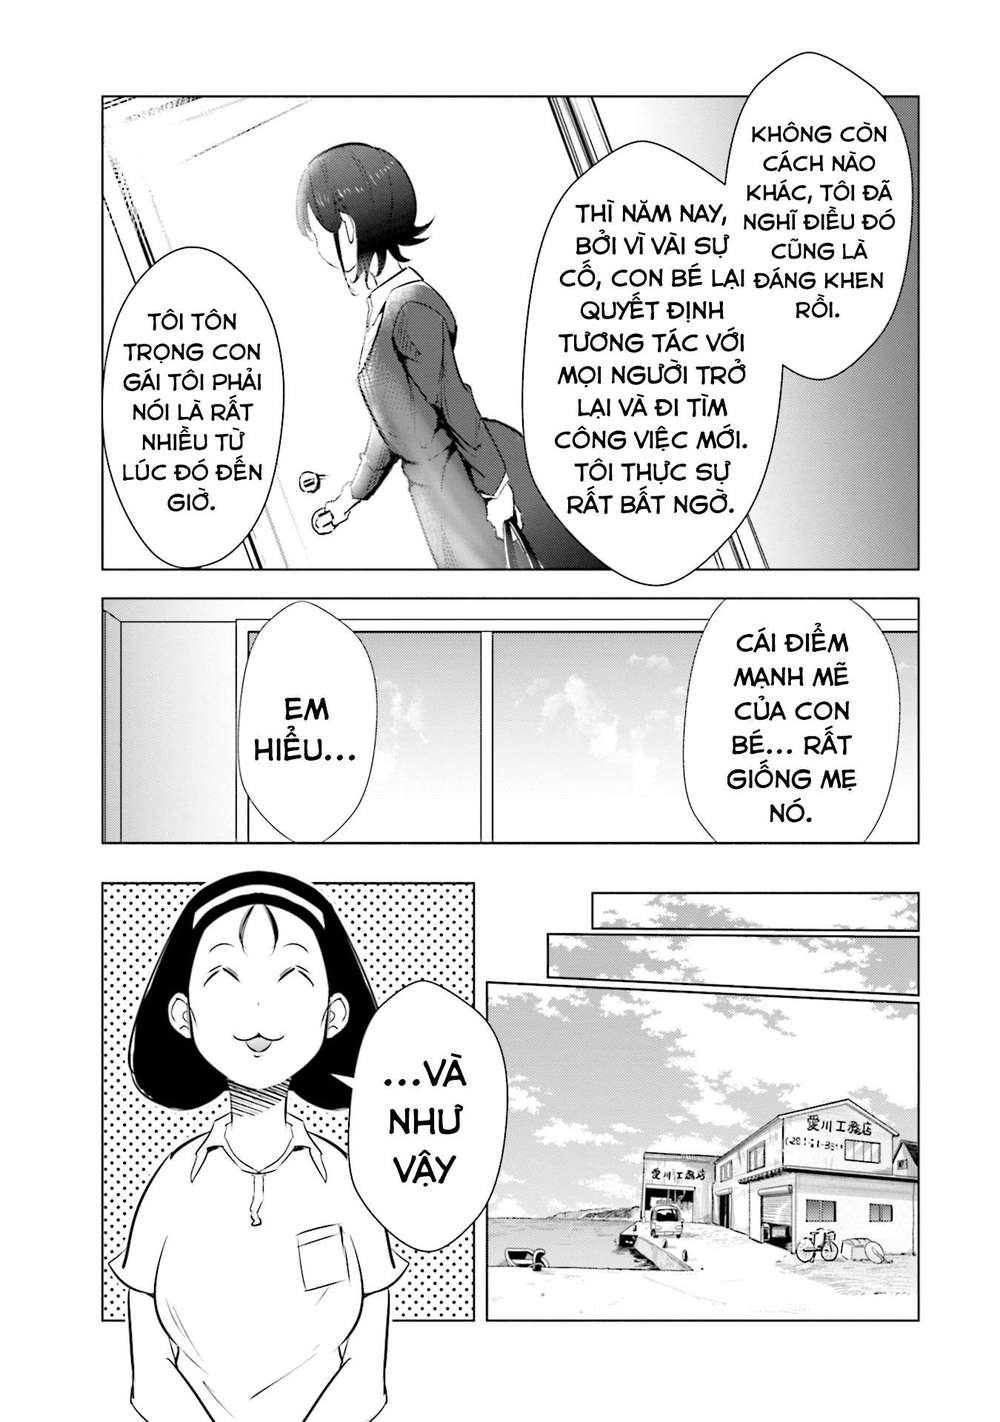 KHÔNG CÒN
CÁCH NÀO
KHÁC, TÔI ĐÃ
NGHĨ ĐIỀU ĐÓ
CŨNG LÀ
ĐÁNG KHEN
RỒI.
THÌ NĂM NAY,
BỞI VÌ VÀI SỰ
CỐ, CON BÉ LẠI
QUYẾT ĐỊNH
TƯƠNG TÁC VỚI
MỌI NGƯỜI TRỞ
LẠI VÀ ĐI TÌM
CÔNG VIỆC MỚI.
TÔI THỰC SỰ
RẤT BẤT NGỜ.
TÔI TÔN
TRỌNG CON
GÁI TÔI PHẢI
NÓI LÀ RẤT
NHIỀU TỪ
LÚC ĐÓ ĐẾN
GIỜ.
CÁI ĐIỂM
MẠNH MẼ
CỦA CON
BÉ... RẤT
GIỐNG MẸ
NÓ.
EM
HIỂU...
愛川工務店
愛川工務店
...VÀ
NHƯ
VẬY